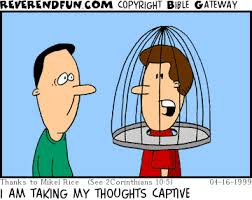 REVERENDFUN.COM COPYRIGHT BIBLE GATEWAY
Thanks to Mikel Rice (See 2Corinthians 10:5) 04-16-1999
I AM TAKING MY THOUGHTS CAPTIVE